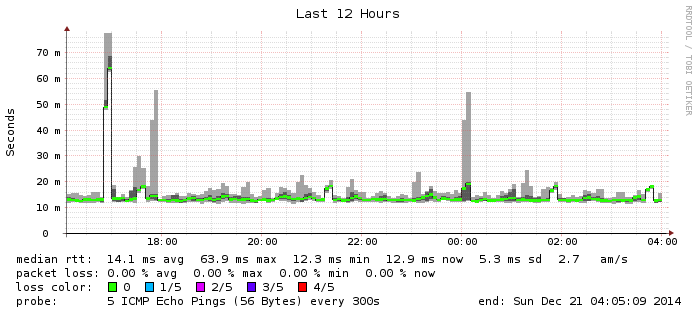 Last 12 Hours
RRDTOOL / TOBI OETIKER
Seconds
70 m
60 m
50 m
40 m
30 m
20 m
10 m
0
18:00 20:00 22:00 00:00 02:00 04:00
median rtt: 14.1 ms avg 63.9 ms max 12.3 ms min 12.9 ms now 5.3 ms sd 2.7 am/s
packet loss: 0.00 % avg 0.00 % max 0.00 % min 0.00 % now
loss color: 0 1/5 2/5 3/5 4/5
probe: 5 ICMP Echo Pings (56 Bytes) every 300s end: Sun Dec 21 04:05:09 2014